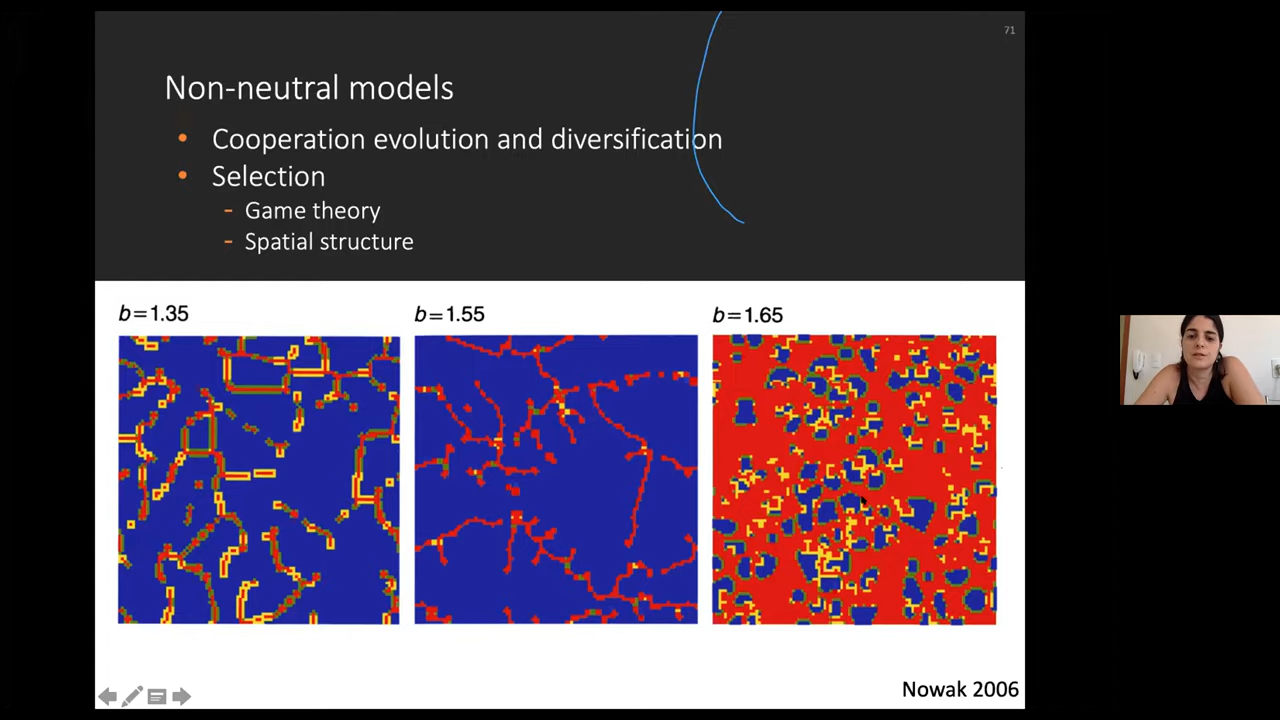 71
Non-neutral models
• Cooperation evolution and diversification
• Selection
- Game theory
- Spatial structure
b=1.35
b=1.55
b=1.65
Nowak 2006